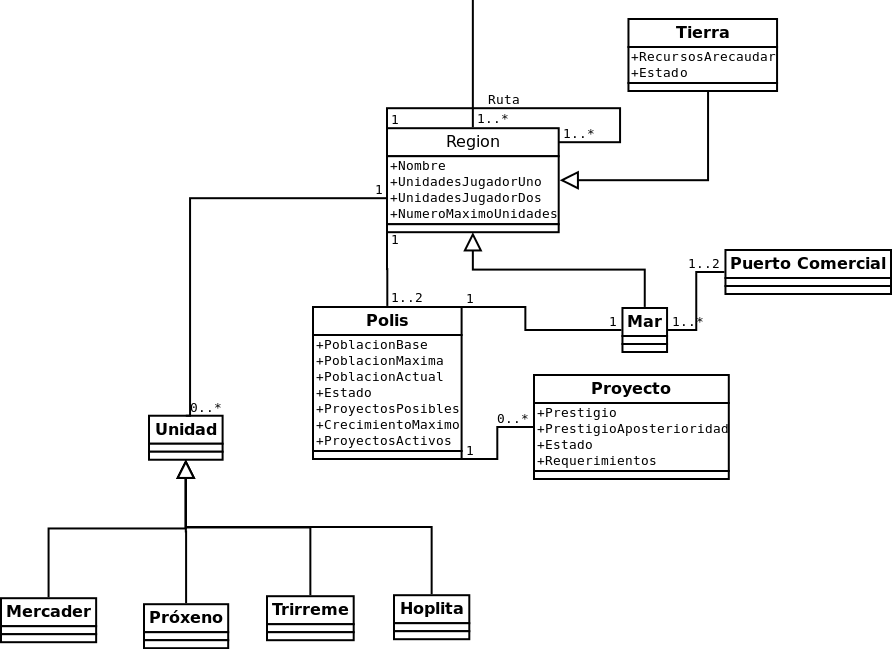 Tierra
+RecursosArecaudar
+Estado
Ruta
1
1..*
1..*
Region
+Nombre
+UnidadesJugadorUno
+UnidadesJugadorDos
+NumeroMaximoUnidades
1
1
1..2
Puerto Comercial
1..2
1
Polis
+PoblacionBase
+PoblacionMaxima
+PoblacionActual
+Estado
+ProyectosPosibles
+CrecimientoMaximo
+ProyectosActivos
1
Mar
1..*
Proyecto
+Prestigio
+PrestigioAposterioridad
+Estado
+Requerimientos
0..*
1
0..*
Unidad
Mercader
Próxeno
Trirreme
Hoplita